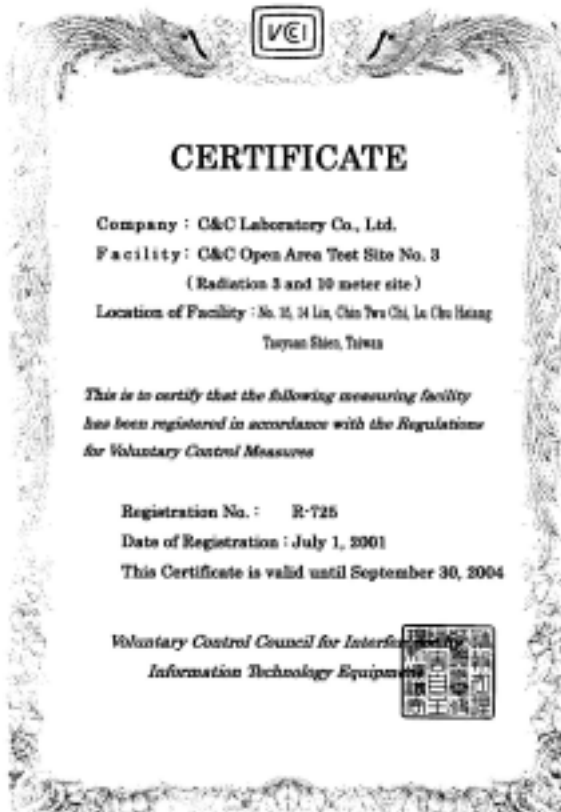 VCCI
CERTIFICATE
Company : C&C Laboratory Co., Ltd.
Facility : C&C Open Area Test Site No. 3
( Radiation 3 and 10 meter site )
Location of Facility : No. 15, 14 Lin, Chin Twu Chi, Lu Chu Hsiang
Taoyuan Shien, Taiwan
This is to certify that the following measuring facility
has been registered in accordance with the Regulations
for Voluntary Control Measures
Registration No. : R-725
Date of Registration : July 1, 2001
This Certificate is valid until September 30, 2004
Voluntary Control Council for Interference by
Information Technology Equipment